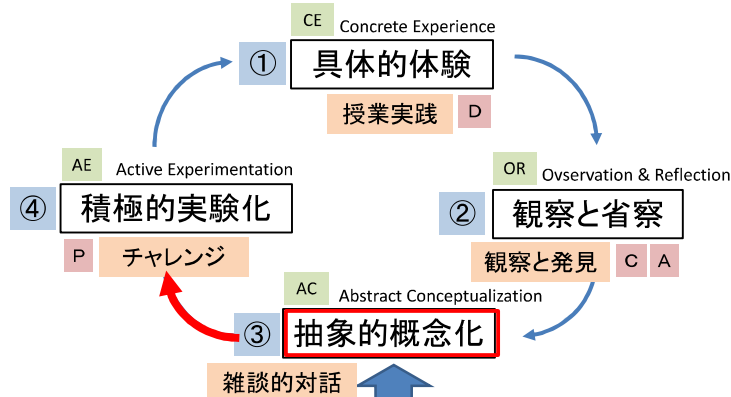 CE
Concrete Experience
①
具体的体験
授業実践
D
OR
Ovservation & Reflection
②
観察と省察
観察と発見
C A
AC
Abstract Conceptualization
③
抽象的概念化
雑談的対話
AE
Active Experimentation
④
積極的実験化
P
チャレンジ